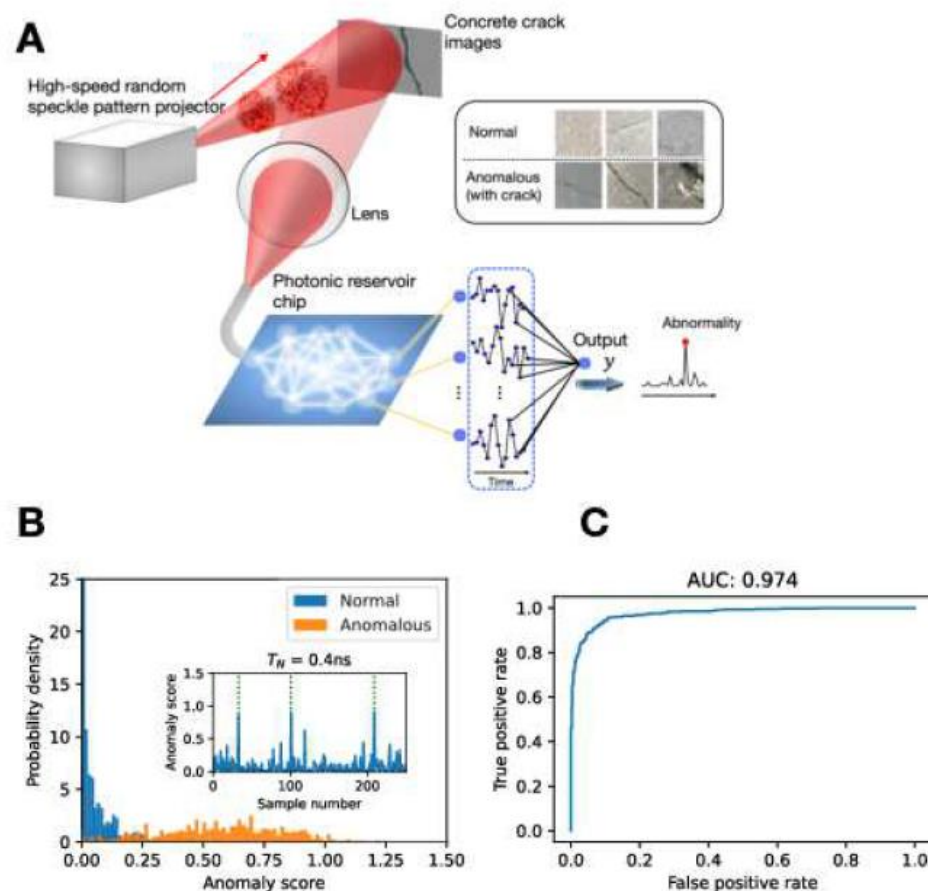 A
Concrete crack
images
High-speed random
speckle pattern projector
Normal
Anomalous
(with crack)
Lens
Photonic reservoir
chip
Output
y
Abnormality
Time
B
25
20
15
10
5
0
Probability density
0.00
0.25
0.50
0.75
1.00
1.25
1.50
Anomaly score
Normal
Anomalous
T_N = 0.4ns
1.5
1.0
0.5
0.0
Anomaly score
0
100
200
Sample number
C
AUC: 0.974
1.0
0.8
0.6
0.4
0.2
0.0
True positive rate
0.0
0.2
0.4
0.6
0.8
1.0
False positive rate